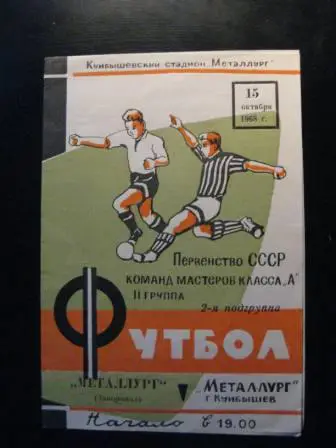 Куйбышевский стадион „Металлург"
15
октября
1968 г.
Первенство СССР
команд мастеров класса „А"
II группа
2-я подгруппа
Футбол
„МЕТАЛЛУРГ"
„МЕТАЛЛУРГ"
г. Куйбышев
Начало в 19.00